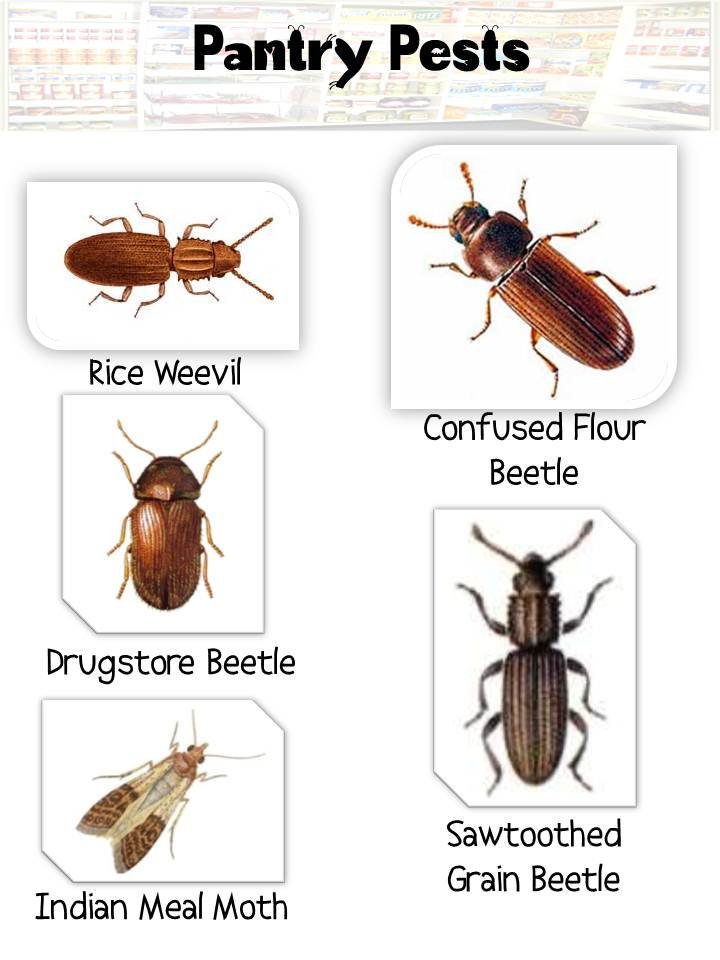 Pantry Pests
Rice Weevil
Confused Flour
Beetle
Drugstore Beetle
Sawtoothed
Grain Beetle
Indian Meal Moth